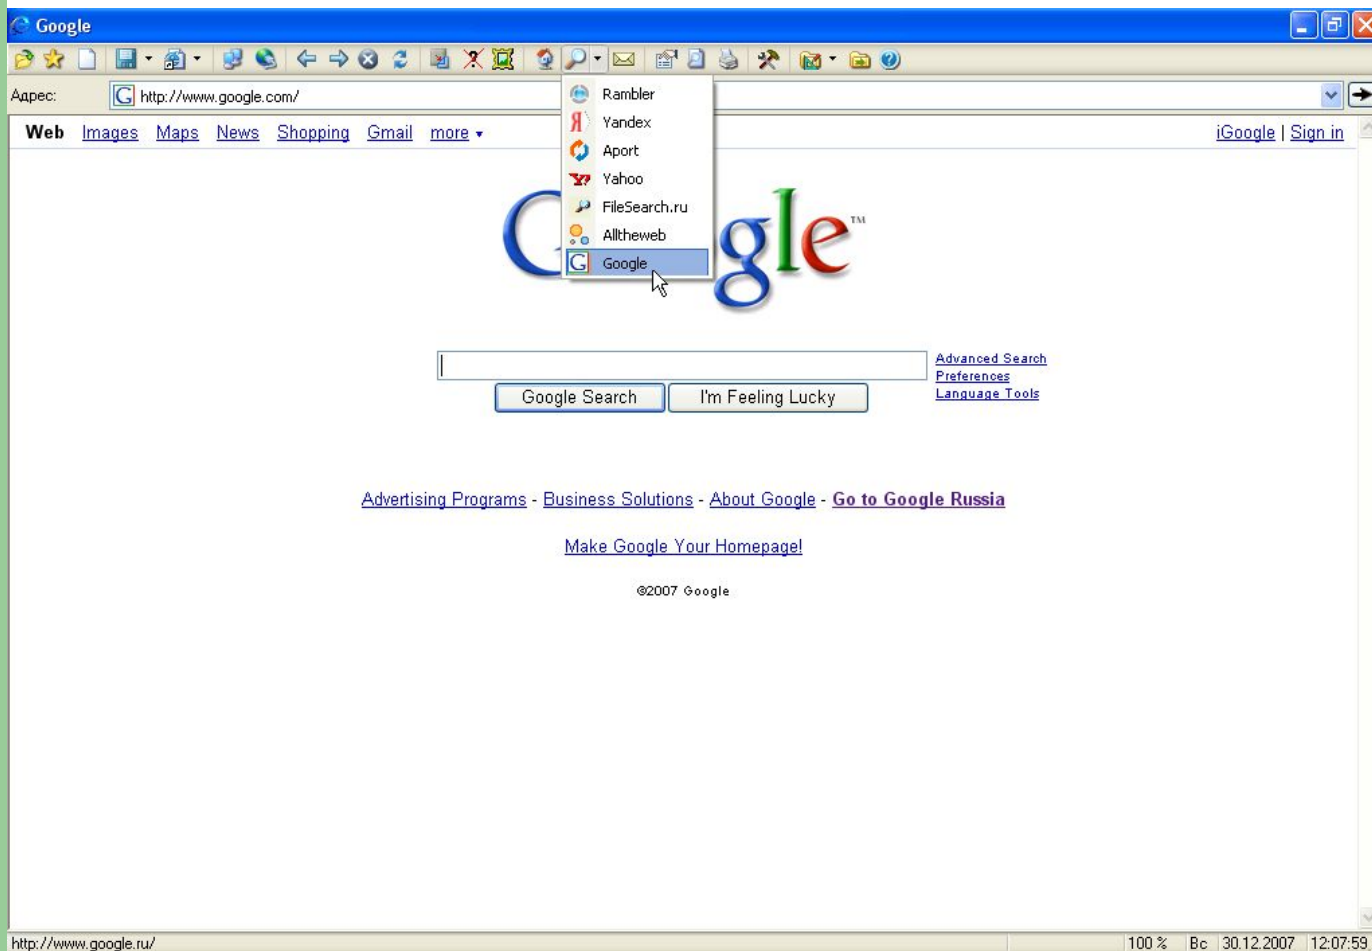 Google
Адрес: http://www.google.com/
Rambler
Yandex
Aport
Yahoo
FileSearch.ru
Alltheweb
Google
Web Images Maps News Shopping Gmail more
iGoogle | Sign in
G gle™
Advanced Search
Preferences
Language Tools
Google Search I'm Feeling Lucky
Advertising Programs - Business Solutions - About Google - Go to Google Russia
Make Google Your Homepage!
©2007 Google
http://www.google.ru/ 100 % Вс 30.12.2007 12:07:59